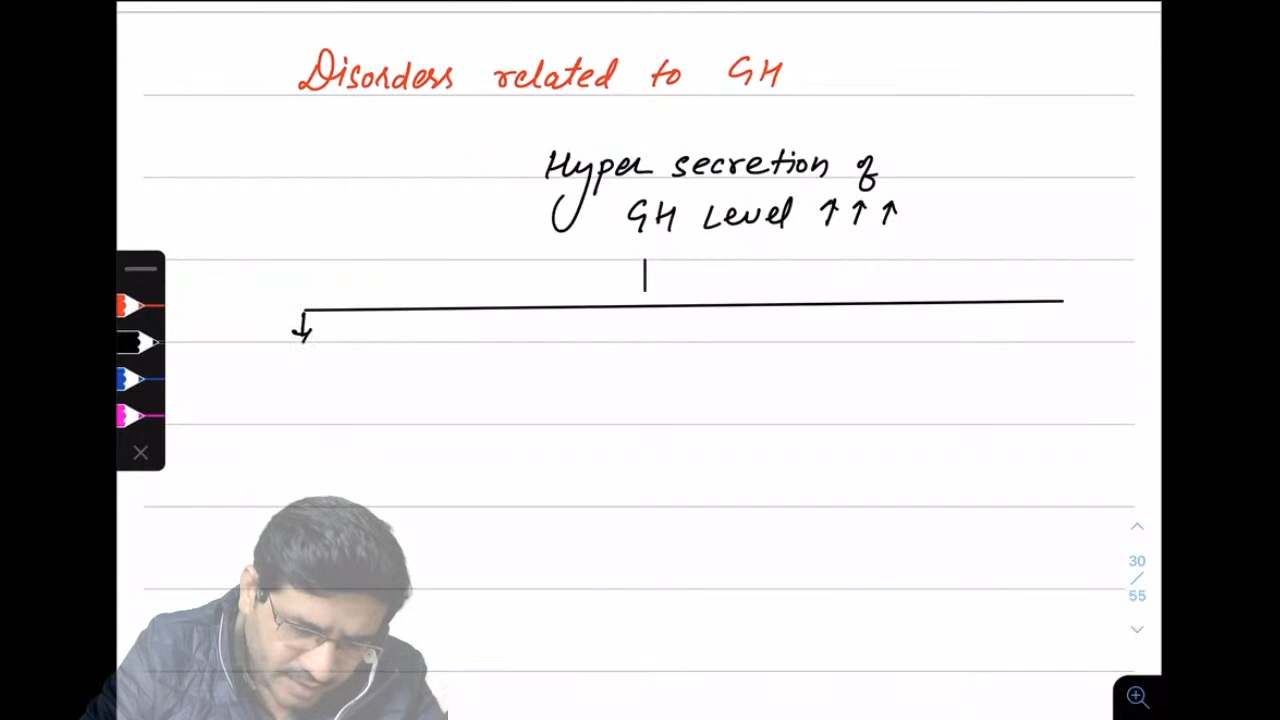 Disorders related to GH
Hyper secretion of
GH Level ↑ ↑ ↑
30
/
55